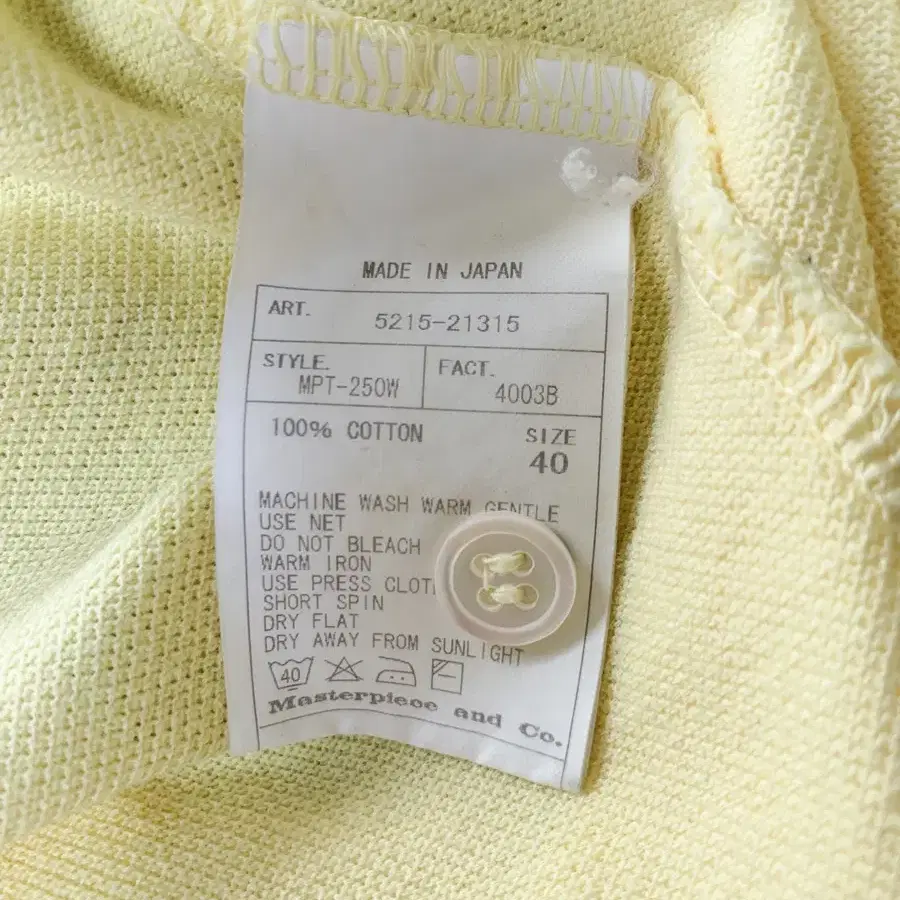 MADE IN JAPAN
ART. 5215-21315
STYLE. FACT.
MPT-250W 4003B
100% COTTON SIZE
40
MACHINE WASH WARM GENTLE
USE NET
DO NOT BLEACH
WARM IRON
USE PRESS CLOTH
SHORT SPIN
DRY FLAT
DRY AWAY FROM SUNLIGHT
40
Masterpiece and Co.